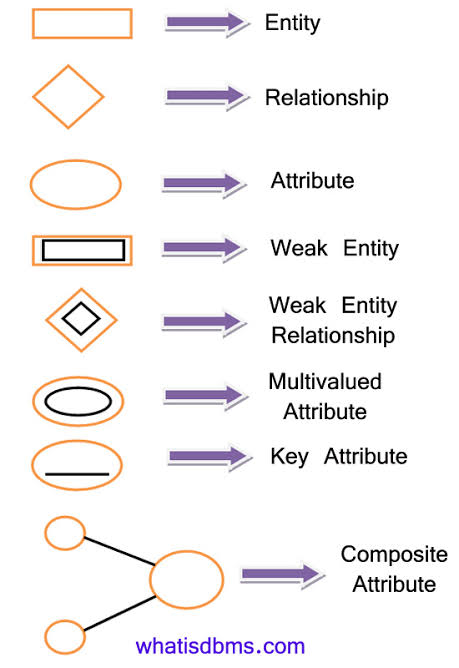 Entity
Relationship
Attribute
Weak Entity
Weak Entity
Relationship
Multivalued
Attribute
Key Attribute
Composite
Attribute
whatisdbms.com